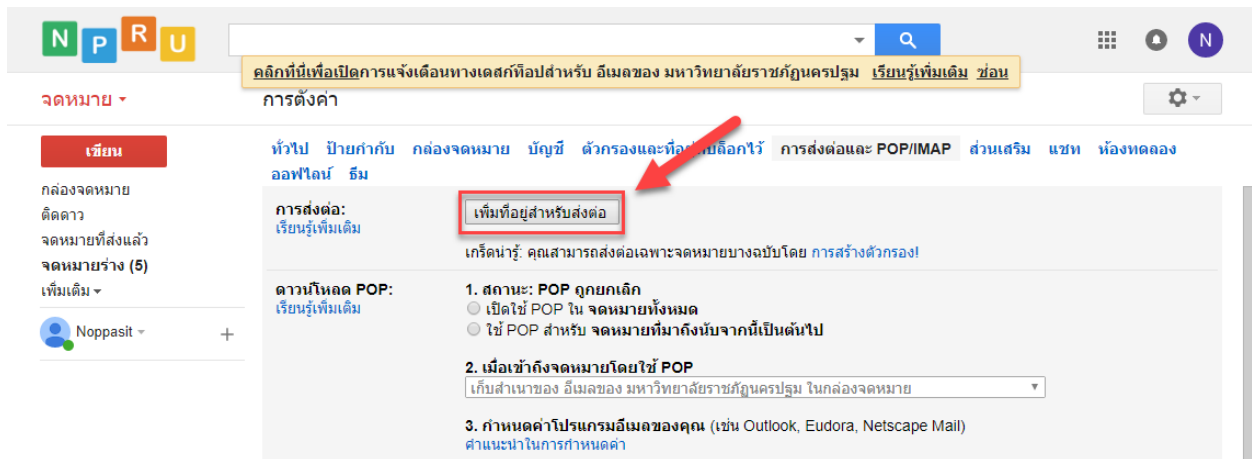 NPRU
N
คลิกที่นี่เพื่อเปิดการแจ้งเตือนทางเดสก์ท็อปสำหรับ อีเมลของ มหาวิทยาลัยราชภัฏนครปฐม เรียนรู้เพิ่มเติม ซ่อน
จดหมาย
การตั้งค่า
เขียน
ทั่วไป ป้ายกำกับ กล่องจดหมาย บัญชี ตัวกรองและที่อยู่ บล็อกไว้ การส่งต่อและ POP/IMAP ส่วนเสริม แชท ห้องทดลอง
ออฟไลน์ ธีม
กล่องจดหมาย
ติดดาว
จดหมายที่ส่งแล้ว
จดหมายร่าง (5)
เพิ่มเติม
Noppasit
+
การส่งต่อ:
เรียนรู้เพิ่มเติม
เพิ่มที่อยู่สำหรับส่งต่อ
เกร็ดน่ารู้: คุณสามารถส่งต่อเฉพาะจดหมายบางฉบับโดย การสร้างตัวกรอง!
ดาวน์โหลด POP:
เรียนรู้เพิ่มเติม
1. สถานะ: POP ถูกยกเลิก
เปิดใช้ POP ใน จดหมายทั้งหมด
ใช้ POP สำหรับ จดหมายที่มาถึงนับจากนี้เป็นต้นไป
2. เมื่อเข้าถึงจดหมายโดยใช้ POP
เก็บสำเนาของ อีเมลของ มหาวิทยาลัยราชภัฏนครปฐม ในกล่องจดหมาย
3. กำหนดค่าโปรแกรมอีเมลของคุณ (เช่น Outlook, Eudora, Netscape Mail)
คำแนะนำในการกำหนดค่า